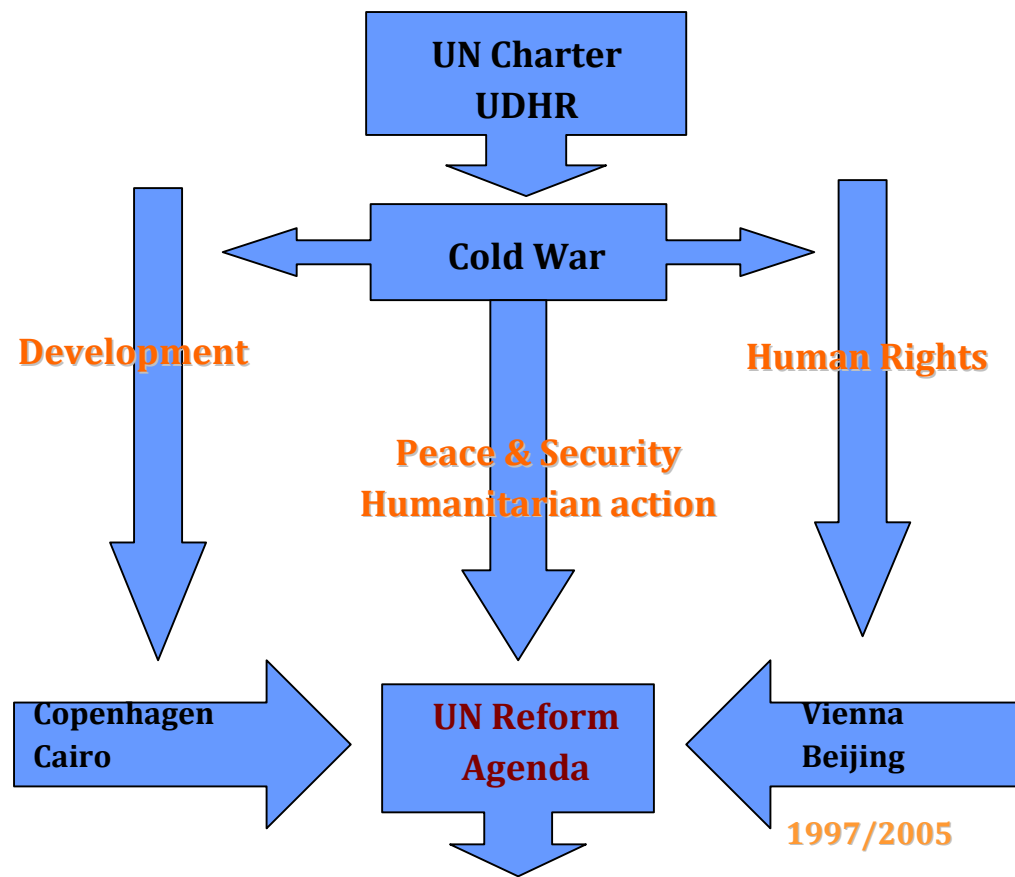 UN Charter
UDHR
Cold War
Development
Human Rights
Peace & Security
Humanitarian action
Copenhagen
Cairo
UN Reform
Agenda
Vienna
Beijing
1997/2005